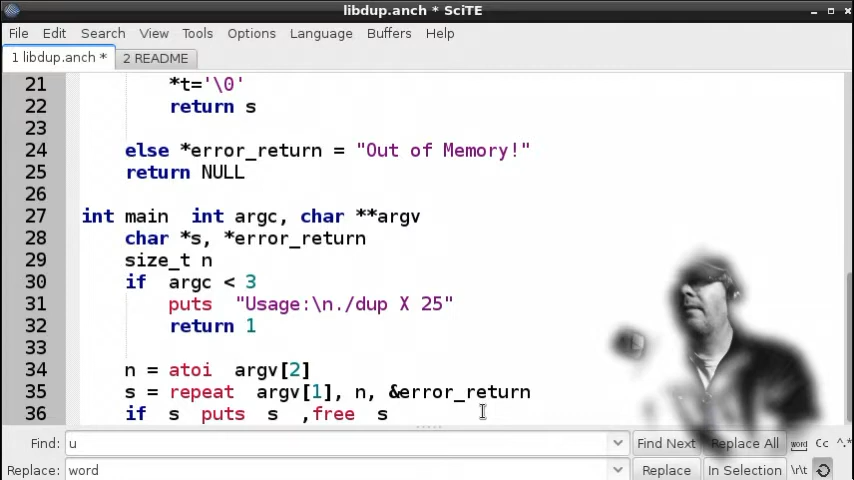 libdup.anch * SciTE
File Edit Search View Tools Options Language Buffers Help
1 libdup.anch * 2 README
21 *t='\0'
22 return s
23
24 else *error_return = "Out of Memory!"
25 return NULL
26
27 int main  int argc, char **argv
28 char *s, *error_return
29 size_t n
30 if  argc < 3
31 puts  "Usage:\n./dup X 25"
32 return 1
33
34 n = atoi  argv[2]
35 s = repeat  argv[1], n, &error_return
36 if  s  puts  s  ,free  s
Find: u Find Next Replace All word Cc ^.*
Replace: word Replace In Selection \r\t